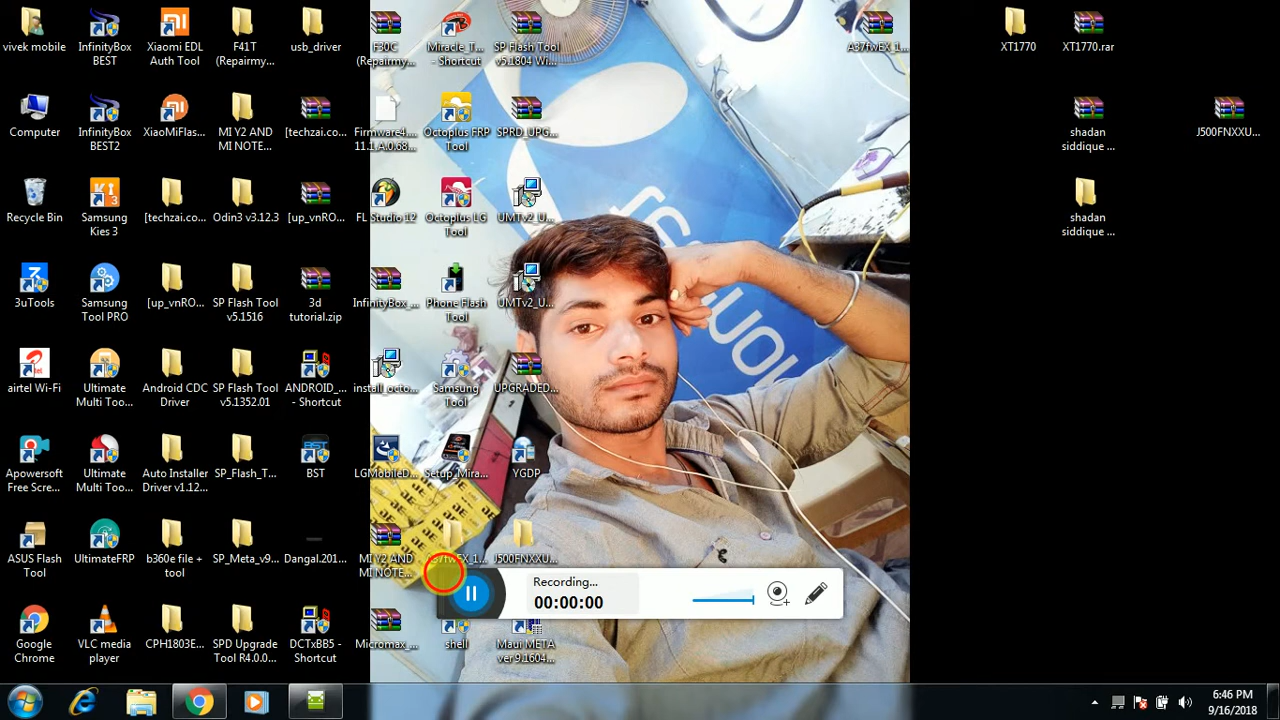 vivek mobile
InfinityBox
BEST
Xiaomi EDL
Auth Tool
F41T
(Repairmy...
usb_driver
F30C
(Repairmy...
Miracle_T...
- Shortcut
SP Flash Tool
v5.1804 Wi...
A37fwEX_1...
XT1770
XT1770.rar
Computer
InfinityBox
BEST2
XiaoMiFlas...
MI Y2 AND
MI NOTE...
[techzai.co...
Firmware4....
11.1.A.0.68...
Octoplus FRP
Tool
SPRD_UPG...
shadan
siddique ...
J500FNXXU...
Recycle Bin
Samsung
Kies 3
[techzai.co...
Odin3 v3.12.3
[up_vnRO...
FL Studio 12
Octoplus LG
Tool
UMTv2_U...
shadan
siddique ...
3uTools
Samsung
Tool PRO
[up_vnRO...
SP Flash Tool
v5.1516
3d
tutorial.zip
InfinityBox_...
Phone Flash
Tool
UMTv2_U...
airtel Wi-Fi
Ultimate
Multi Too...
Android CDC
Driver
SP Flash Tool
v5.1352.01
ANDROID_...
- Shortcut
install_octo...
Samsung
Tool
UPGRADED...
Apowersoft
Free Scre...
Ultimate
Multi Too...
Auto Installer
Driver v1.12...
SP_Flash_T...
BST
LGMobileD...
Setup_Mira...
YGDP
ASUS Flash
Tool
UltimateFRP
b360e file +
tool
SP_Meta_v9...
Dangal.201...
MI Y2 AND
MI NOTE...
A37fwEX_1...
J500FNXXU...
Recording...
00:00:00
Google
Chrome
VLC media
player
CPH1803E...
SPD Upgrade
Tool R4.0.0...
DCTxBB5 -
Shortcut
Micromax_...
shell
Maui META
ver 9.1604...
6:46 PM
9/16/2018